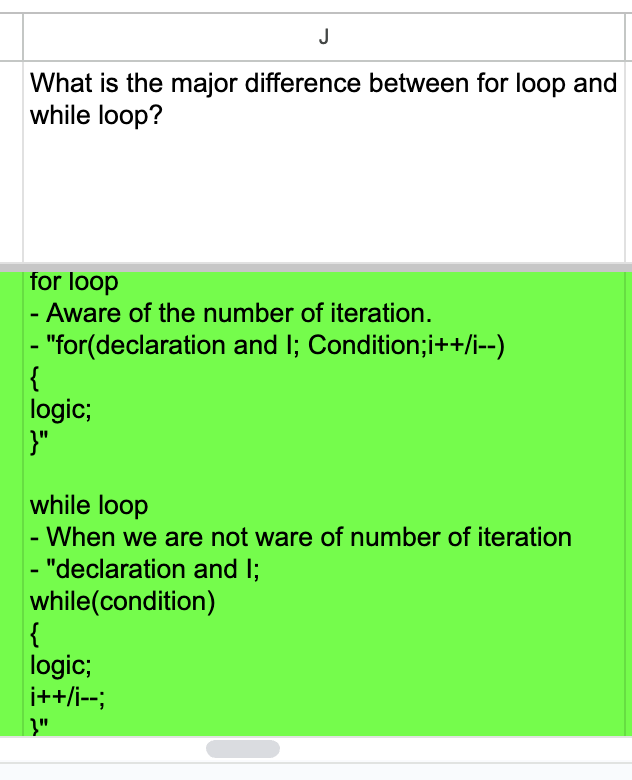 J
What is the major difference between for loop and
while loop?
for loop
- Aware of the number of iteration.
- "for(declaration and I; Condition;i++/i--)
{
logic;
}"
while loop
- When we are not ware of number of iteration
- "declaration and I;
while(condition)
{
logic;
i++/i--;
}"